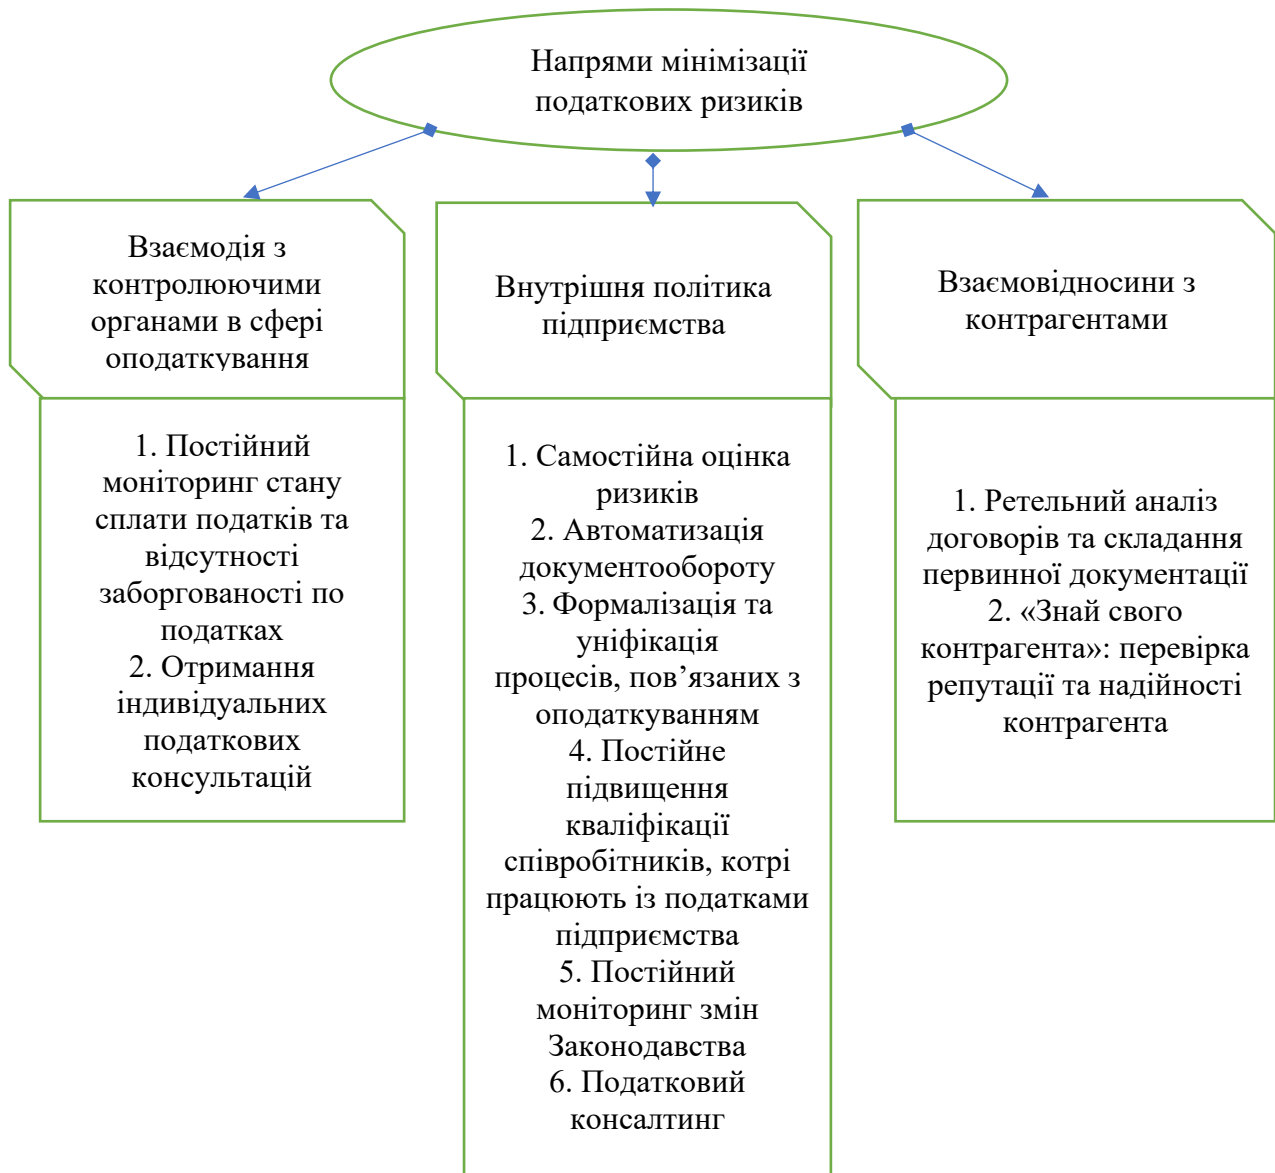 Напрями мінімізації
податкових ризиків
Взаємодія з
контролюючими
органами в сфері
оподаткування
1. Постійний
моніторинг стану
сплати податків та
відсутності
заборгованості по
податках
2. Отримання
індивідуальних
податкових
консультацій
Внутрішня політика
підприємства
1. Самостійна оцінка
ризиків
2. Автоматизація
документообороту
3. Формалізація та
уніфікація
процесів, пов’язаних з
оподаткуванням
4. Постійне
підвищення
кваліфікації
співробітників, котрі
працюють із податками
підприємства
5. Постійний
моніторинг змін
Законодавства
6. Податковий
консалтинг
Взаємовідносини з
контрагентами
1. Ретельний аналіз
договорів та складання
первинної документації
2. «Знай свого
контрагента»: перевірка
репутації та надійності
контрагента